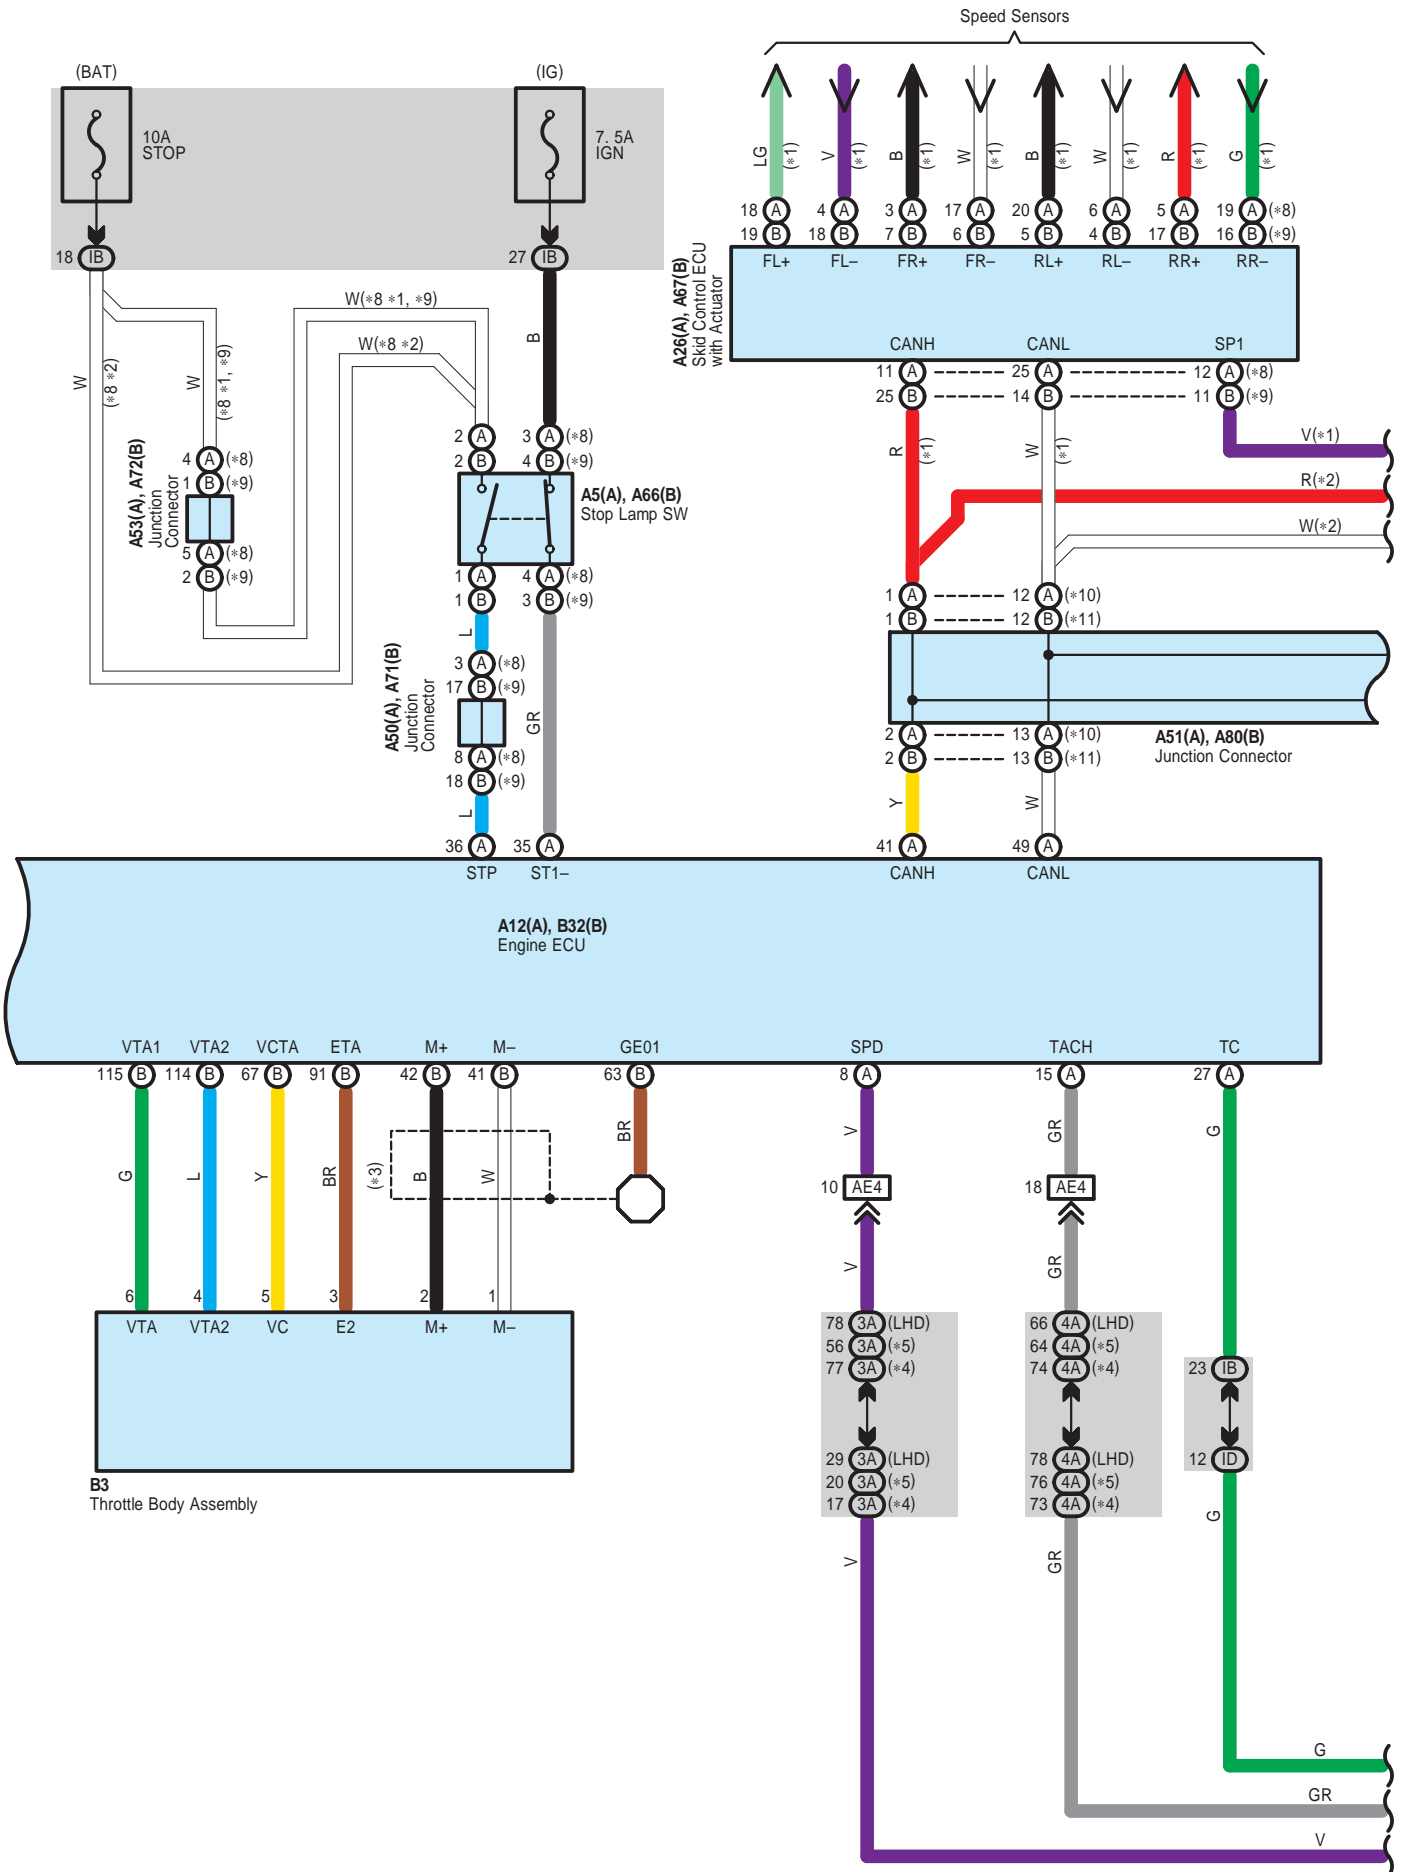 Speed Sensors
(BAT)
(IG)
10A
STOP
7. 5A
IGN
LG
(*1)
V
(*1)
B
(*1)
W
(*1)
B
(*1)
W
(*1)
R
(*1)
G
(*1)
18 A 4 A 3 A 17 A 20 A 6 A 5 A 19 A (*8)
19 B 18 B 7 B 6 B 5 B 4 B 17 B 16 B (*9)
18 IB
27 IB
FL+ FL– FR+ FR– RL+ RL– RR+ RR–
A26(A), A67(B)
Skid Control ECU
with Actuator
CANH CANL SP1
11 A 25 A 12 A (*8)
25 B 14 B 11 B (*9)
W(*8 *1, *9)
W(*8 *2)
B
W
(*8 *2)
W
(*8 *1, *9)
R
(*1)
W
(*1)
V(*1)
R(*2)
W(*2)
2 A 3 A (*8)
2 B 4 B (*9)
4 A (*8)
1 B (*9)
A53(A), A72(B)
Junction
Connector
5 A (*8)
2 B (*9)
A5(A), A66(B)
Stop Lamp SW
1 A 4 A (*8)
1 B 3 B (*9)
L
1 A 12 A (*10)
1 B 12 B (*11)
3 A (*8)
17 B (*9)
A50(A), A71(B)
Junction
Connector
GR
8 A (*8)
18 B (*9)
L
2 A 13 A (*10)
2 B 13 B (*11)
A51(A), A80(B)
Junction Connector
Y
W
36 A 35 A 41 A 49 A
STP ST1– CANH CANL
A12(A), B32(B)
Engine ECU
VTA1 VTA2 VCTA ETA M+ M– GE01 SPD TACH TC
115 B 114 B 67 B 91 B 42 B 41 B 63 B 8 A 15 A 27 A
G
L
Y
BR
(*3)
B
W
BR
V
GR
G
10 AE4
18 AE4
V
GR
6 4 5 3 2 1
VTA VTA2 VC E2 M+ M–
78 3A (LHD)
56 3A (*5)
77 3A (*4)
66 4A (LHD)
64 4A (*5)
74 4A (*4)
23 IB
29 3A (LHD)
20 3A (*5)
17 3A (*4)
78 4A (LHD)
76 4A (*5)
73 4A (*4)
12 ID
B3
Throttle Body Assembly
V
GR
G
G
GR
V